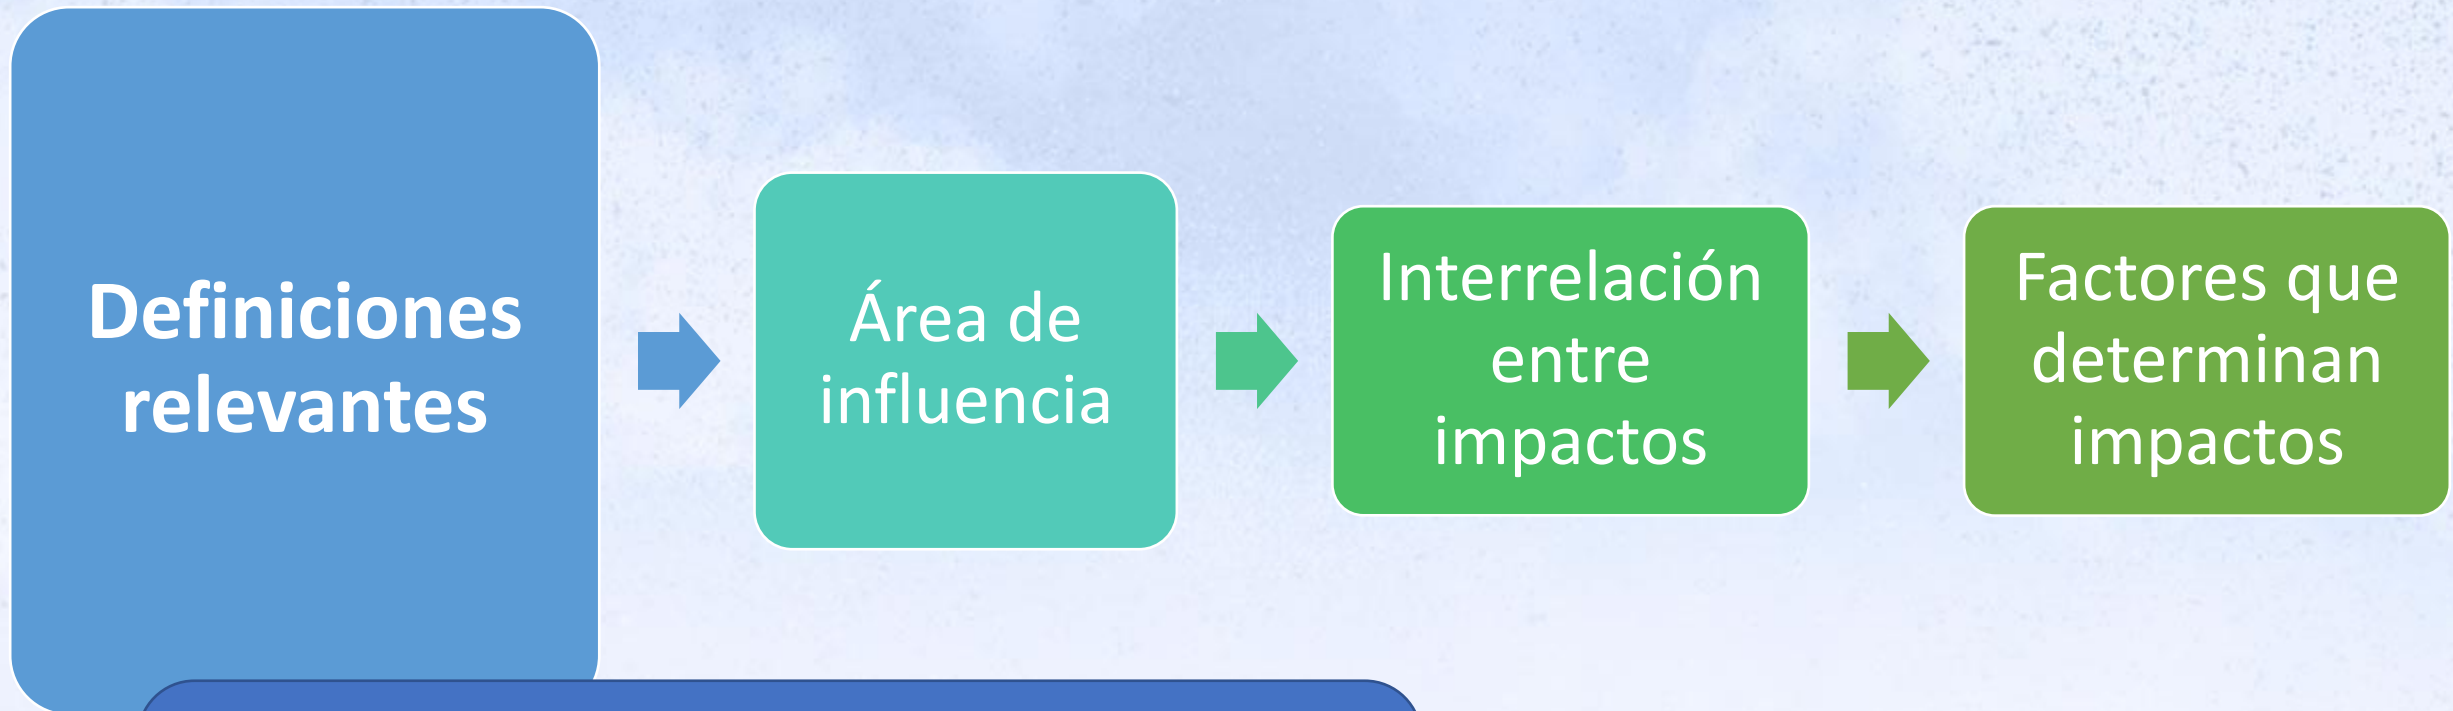 Definiciones
relevantes
Área de
influencia
Interrelación
entre
impactos
Factores que
determinan
impactos